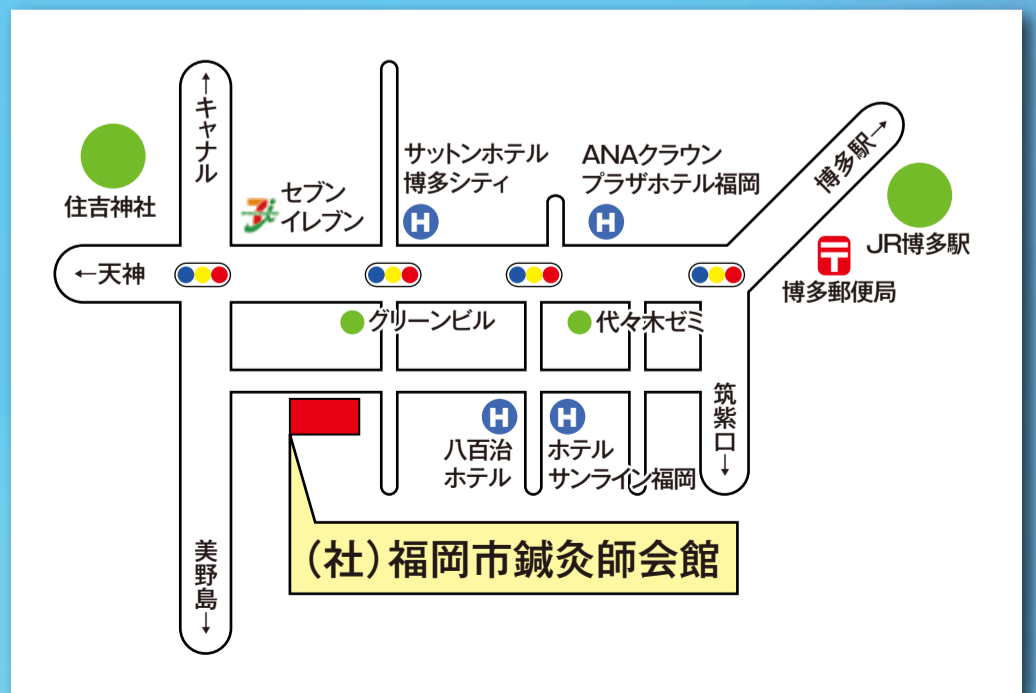 ↑キャナル
住吉神社
セブン
イレブン
サットンホテル
博多シティ
H
ANAクラウン
プラザホテル福岡
H
博多駅→
JR博多駅
博多郵便局
←天神
グリーンビル
代々木ゼミ
筑紫口↓
H
八百治
ホテル
H
ホテル
サンライン福岡
美野島↓
（社）福岡市鍼灸師会館